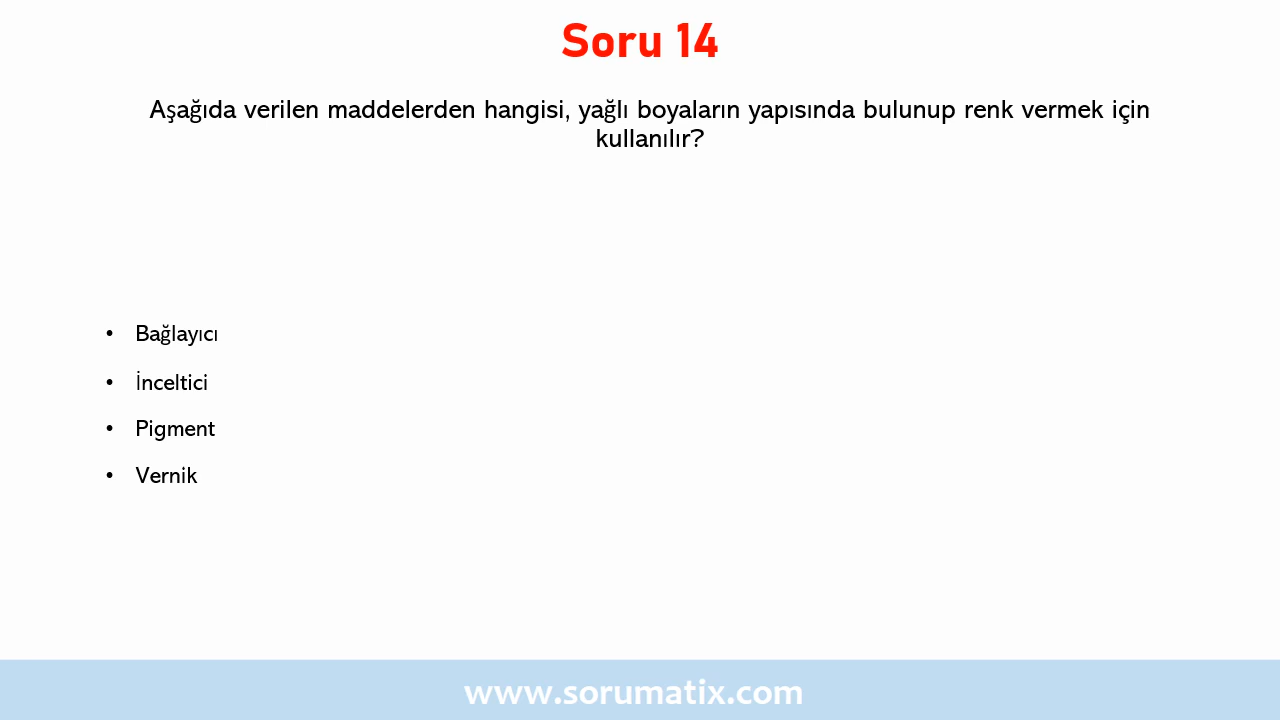 Soru 14
Aşağıda verilen maddelerden hangisi, yağlı boyaların yapısında bulunup renk vermek için
kullanılır?
• Bağlayıcı
• İnceltici
• Pigment
• Vernik
www.sorumatix.com